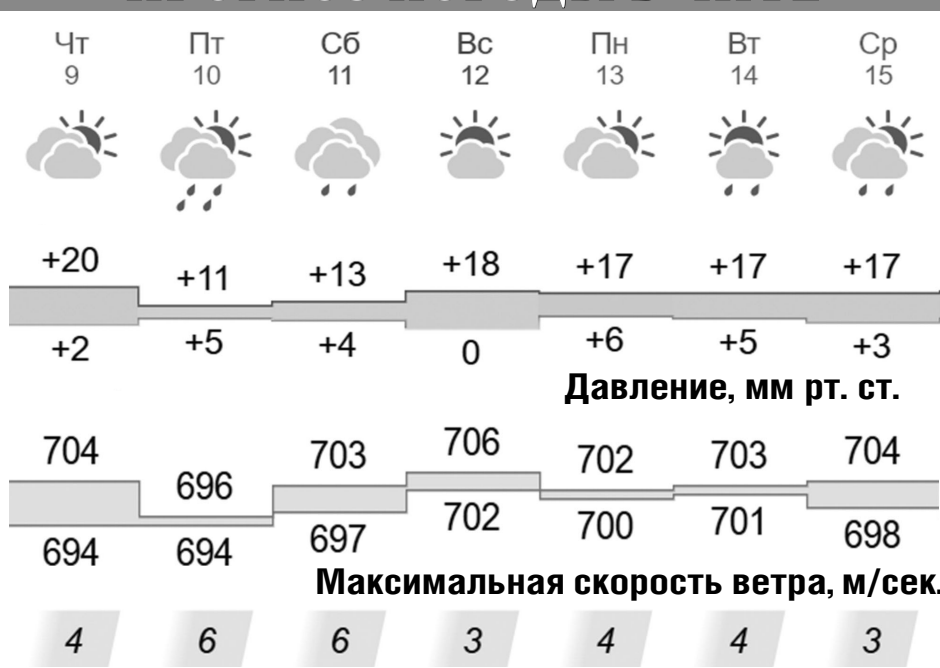 Чт Пт Сб Вс Пн Вт Ср
9 10 11 12 13 14 15
+20 +11 +13 +18 +17 +17 +17
+2 +5 +4 0 +6 +5 +3
Давление, мм рт. ст.
704 696 703 706 702 703 704
694 694 697 702 700 701 698
Максимальная скорость ветра, м/сек.
4 6 6 3 4 4 3